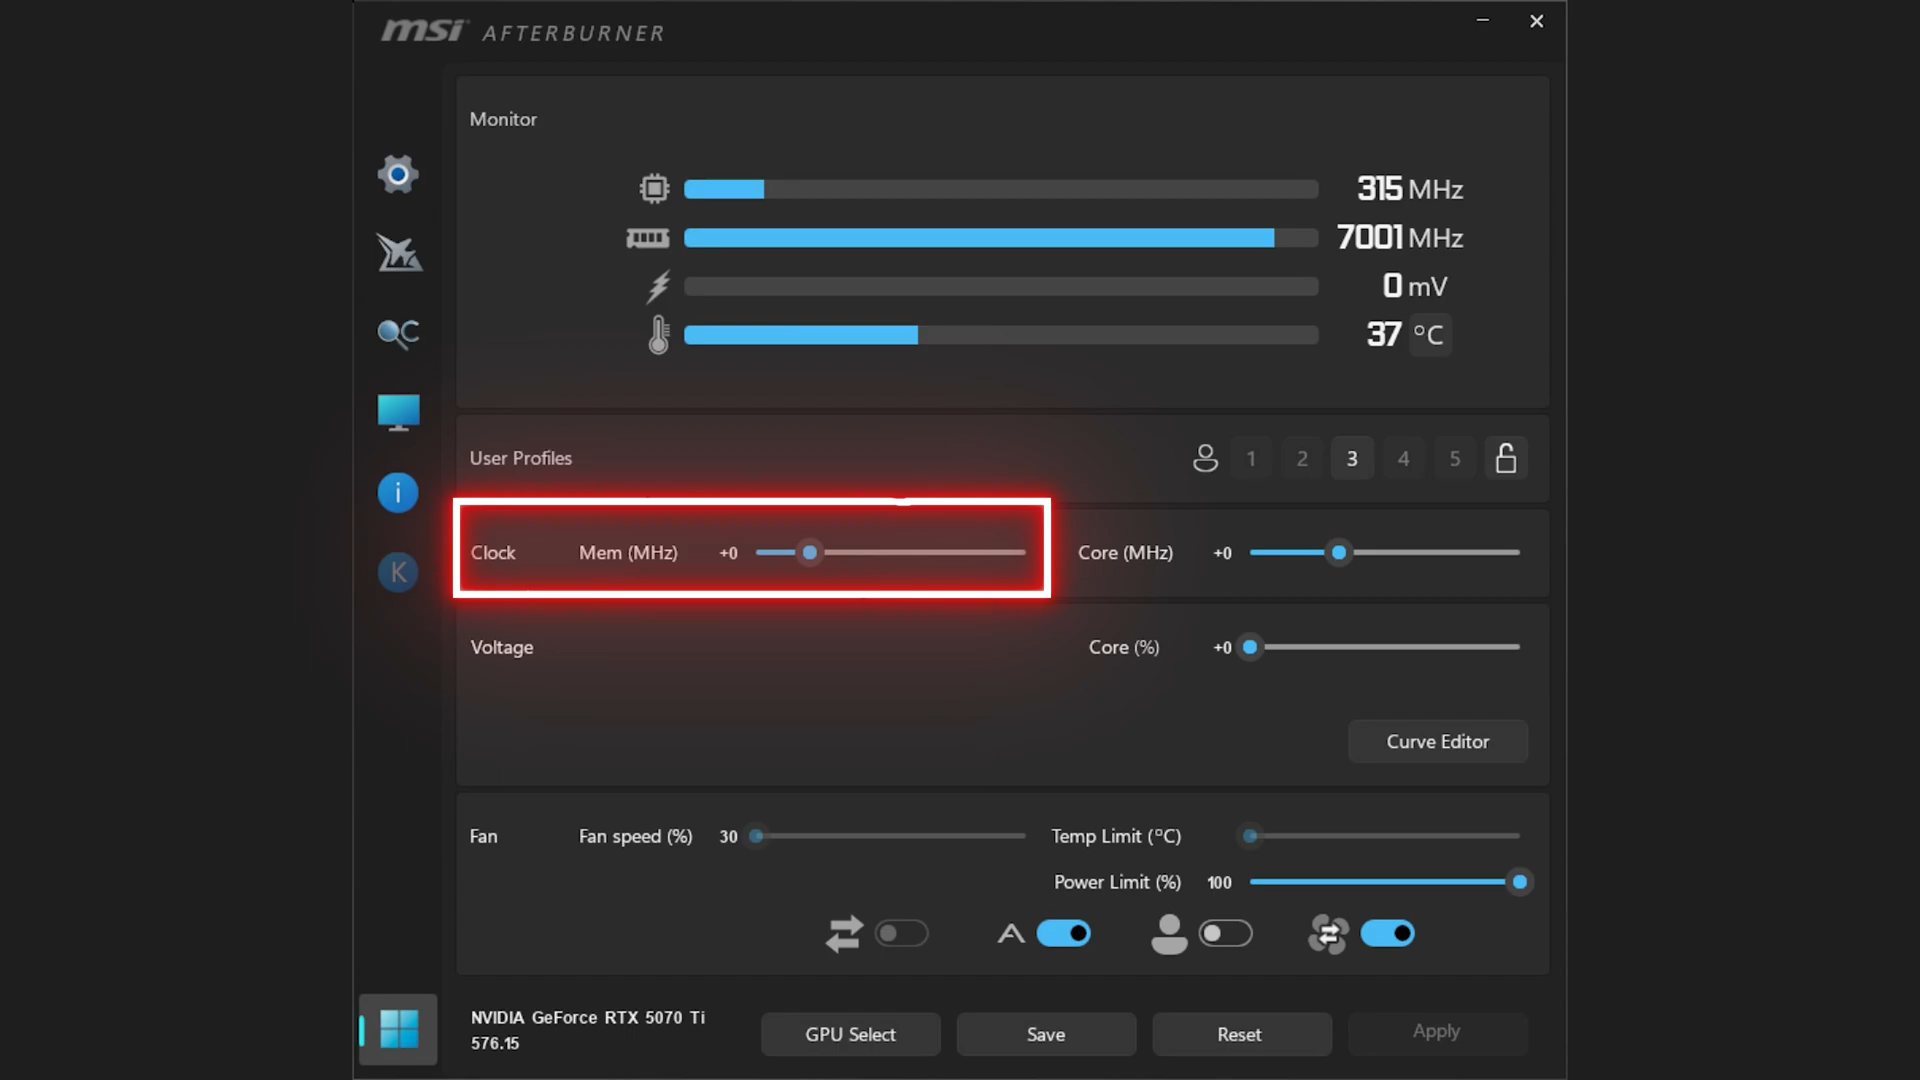 msi AFTERBURNER
Monitor
315 MHz
7001 MHz
0 mV
37 °C
User Profiles 1 2 3 4 5
Clock Mem (MHz) +0 Core (MHz) +0
Voltage Core (%) +0
Curve Editor
Fan Fan speed (%) 30 Temp Limit (°C)
Power Limit (%) 100
A
NVIDIA GeForce RTX 5070 Ti
576.15
GPU Select Save Reset Apply
C
i
K